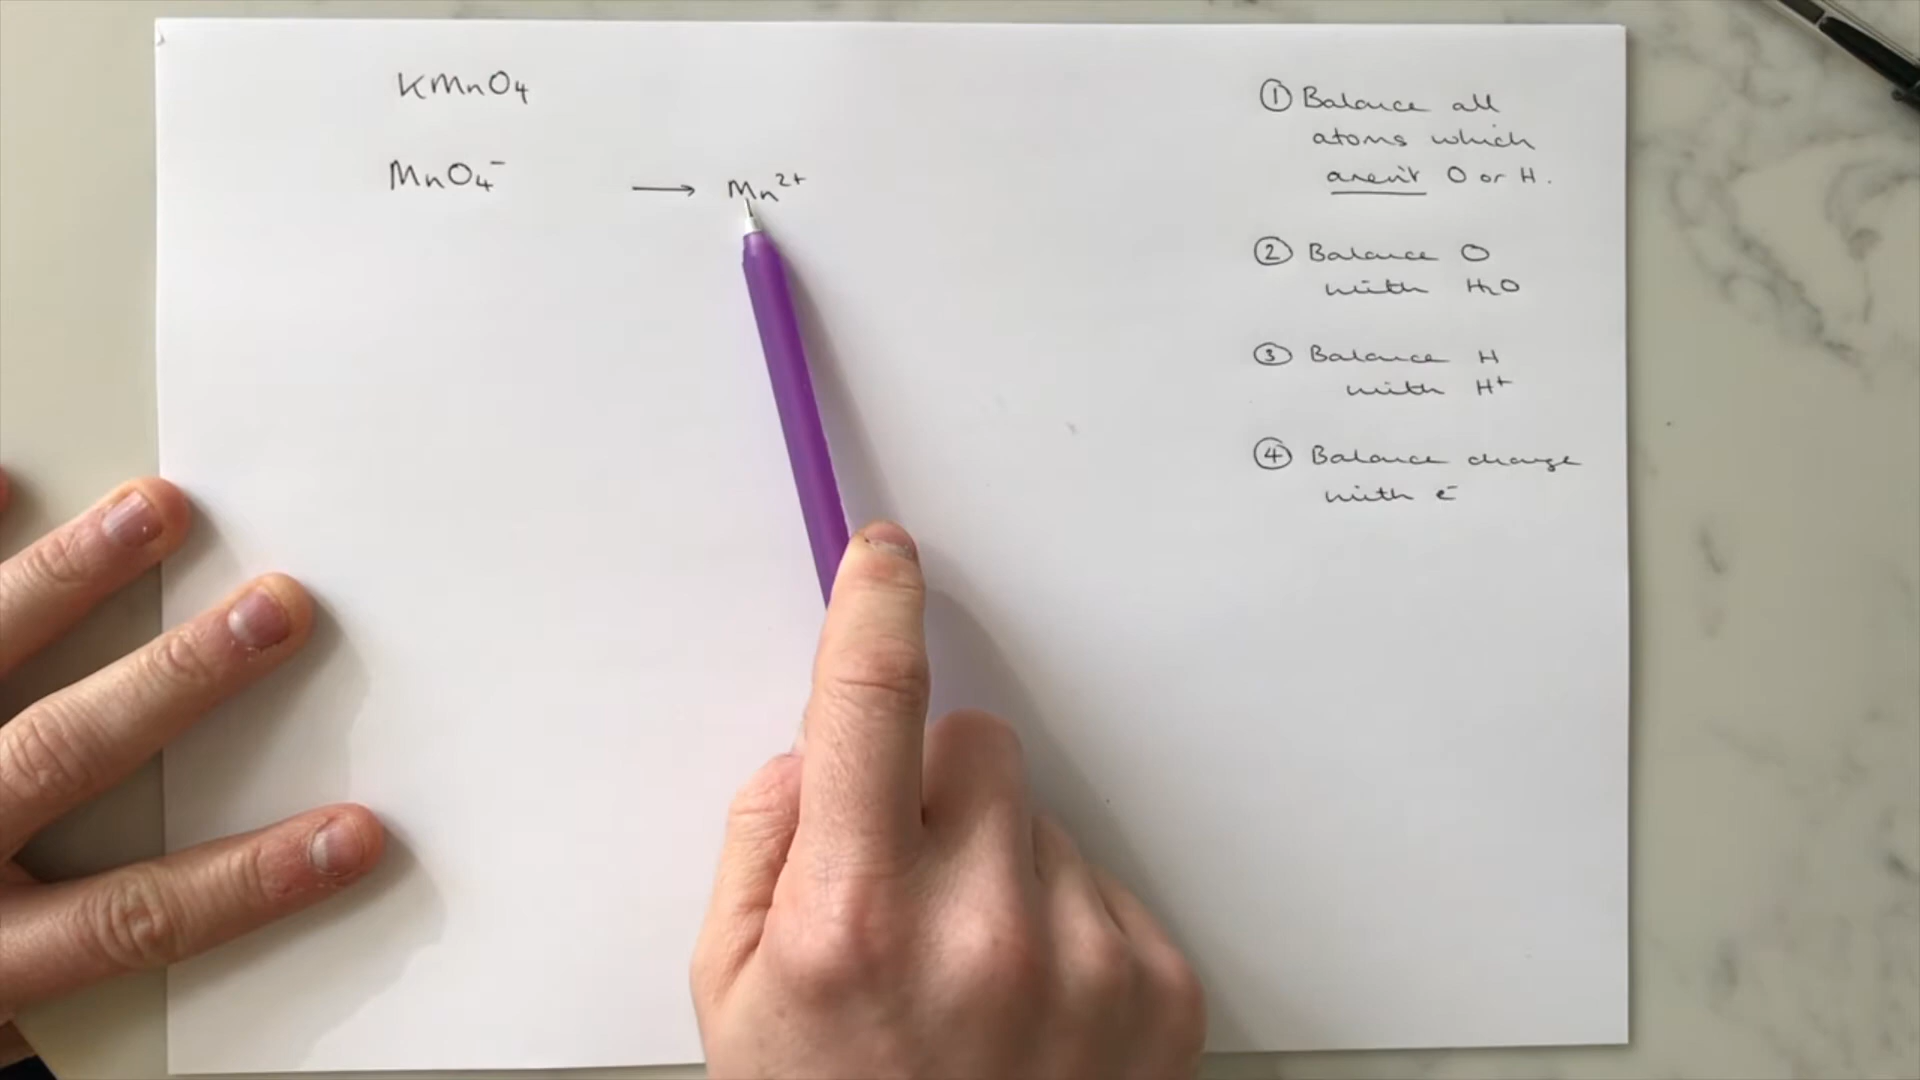 KMnO₄
MnO₄⁻ → Mn²⁺
① Balance all
atoms which
aren't O or H.
② Balance O
with H₂O
③ Balance H
with H⁺
④ Balance charge
with e⁻